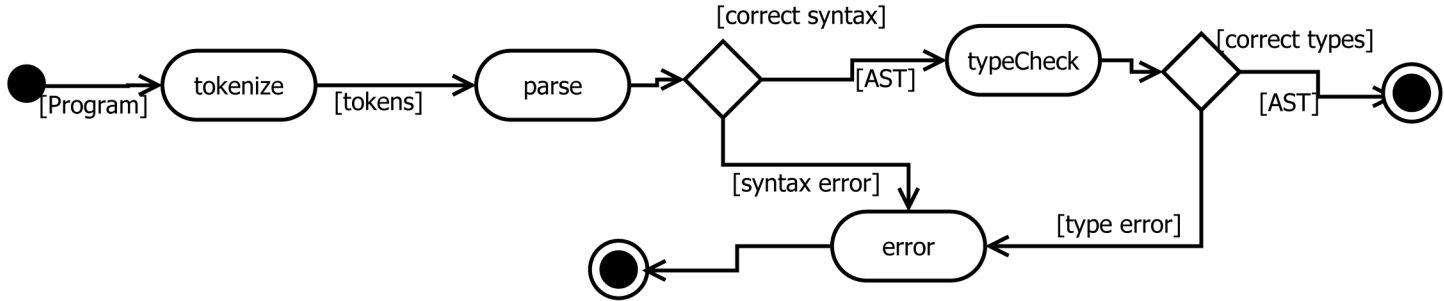 [correct syntax]
[correct types]
tokenize
parse
typeCheck
[Program]
[tokens]
[AST]
[AST]
[syntax error]
[type error]
error